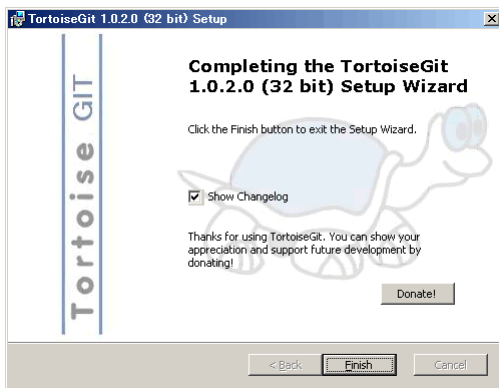 TortoiseGit 1.0.2.0 (32 bit) Setup
Tortoise GIT
Completing the TortoiseGit
1.0.2.0 (32 bit) Setup Wizard
Click the Finish button to exit the Setup Wizard.
Show Changelog
Thanks for using TortoiseGit. You can show your
appreciation and support future development by
donating!
Donate!
< Back
Finish
Cancel